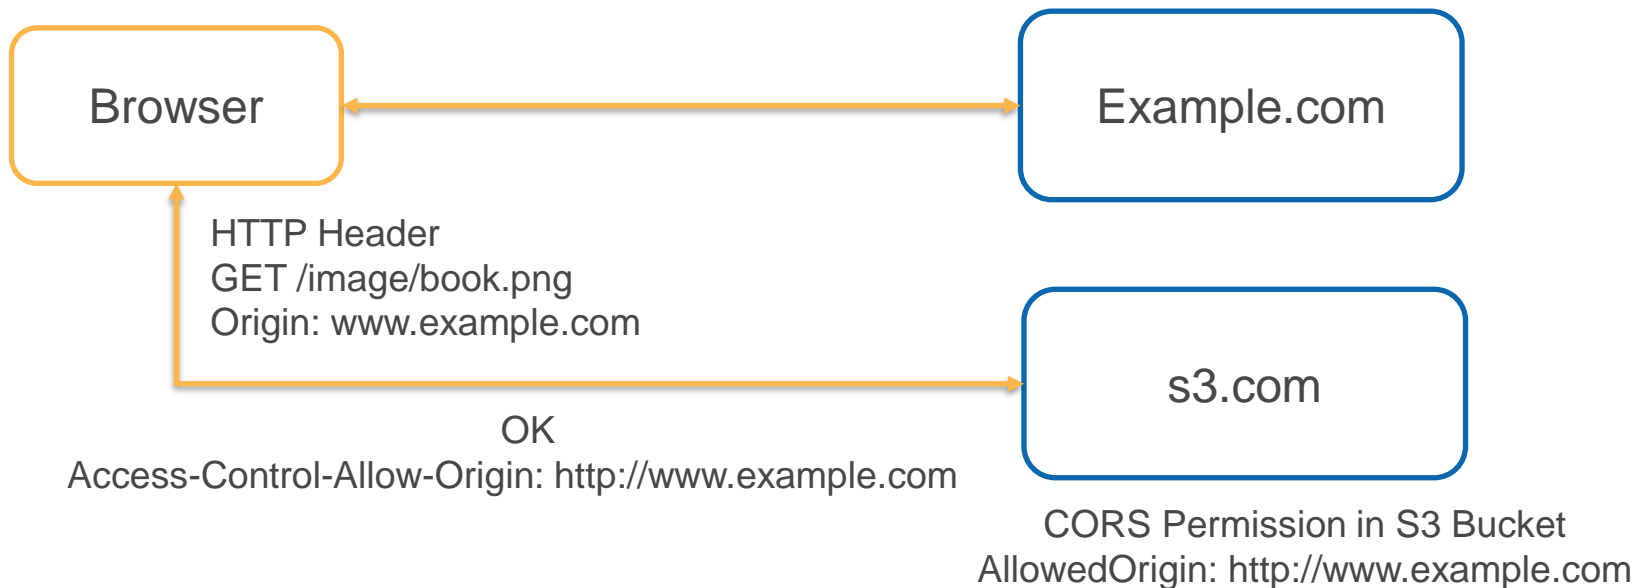 Browser
Example.com
HTTP Header
GET /image/book.png
Origin: www.example.com
s3.com
OK
Access-Control-Allow-Origin: http://www.example.com
CORS Permission in S3 Bucket
AllowedOrigin: http://www.example.com